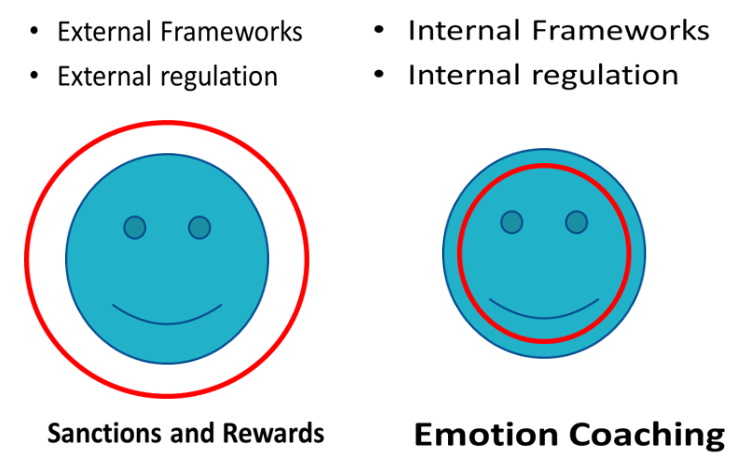 • External Frameworks
• External regulation
• Internal Frameworks
• Internal regulation
Sanctions and Rewards
Emotion Coaching